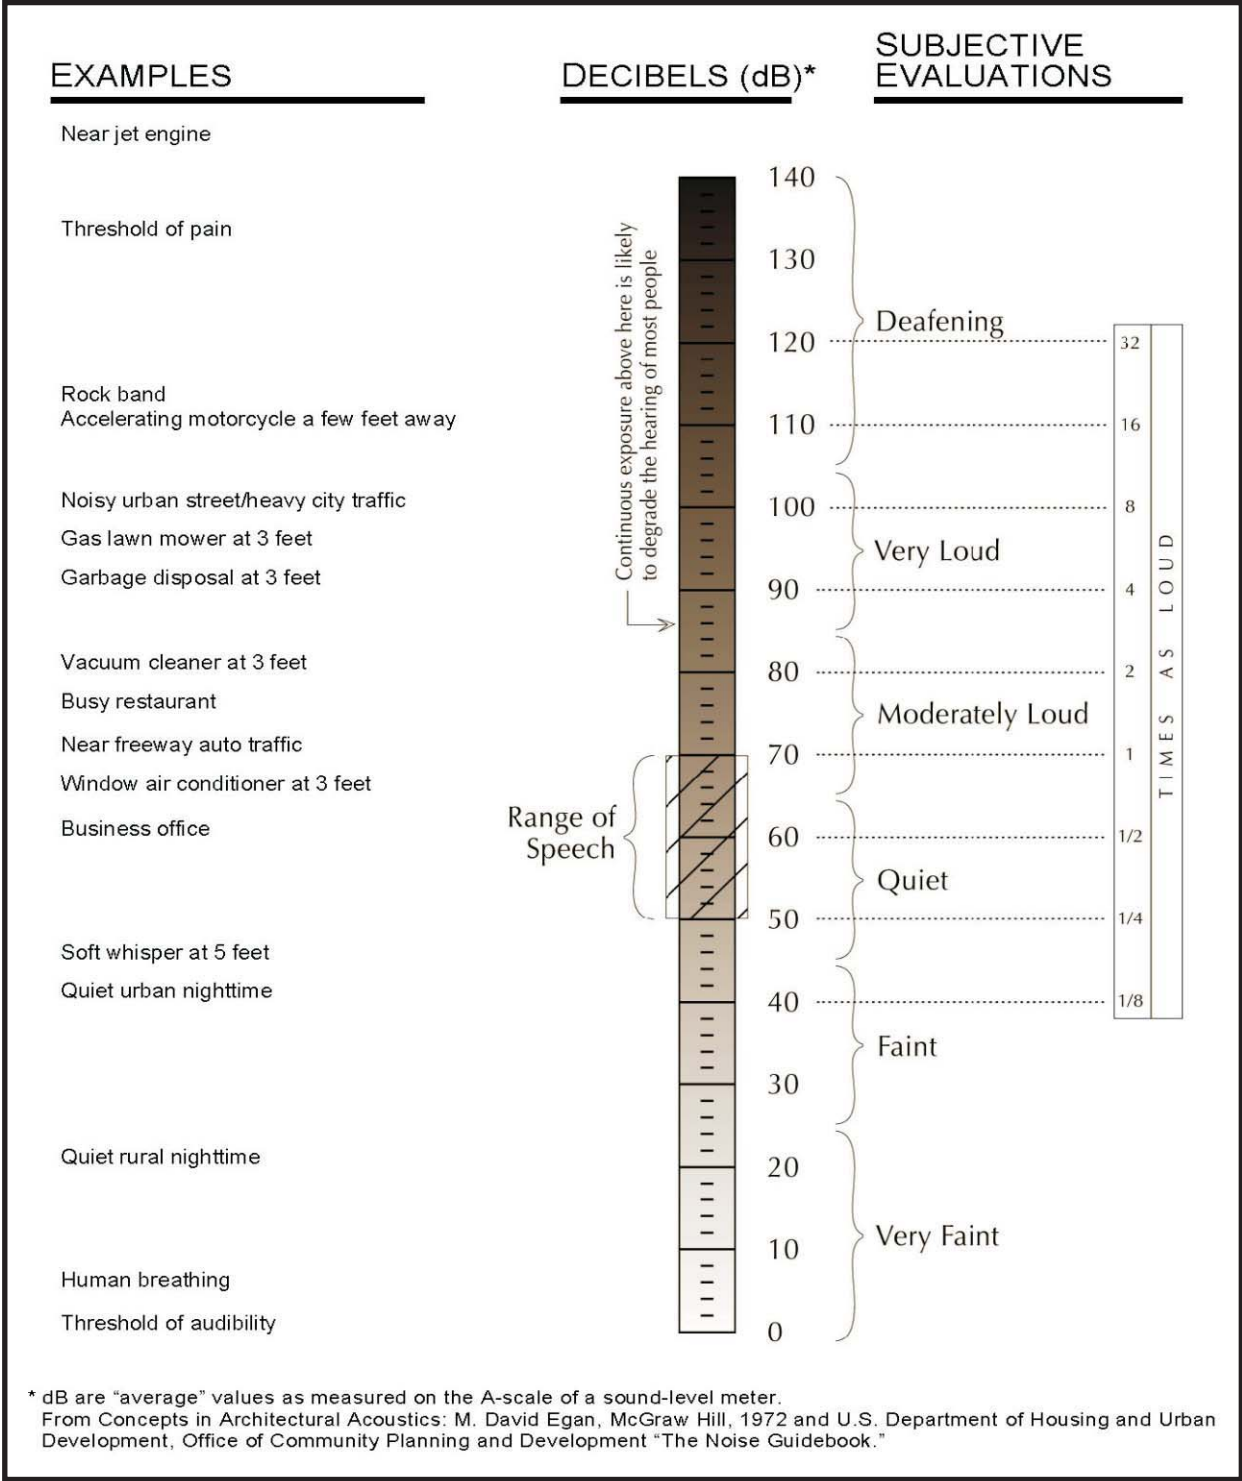 EXAMPLES
DECIBELS (dB)*
SUBJECTIVE
EVALUATIONS
Near jet engine
Threshold of pain
Rock band
Accelerating motorcycle a few feet away
Noisy urban street/heavy city traffic
Gas lawn mower at 3 feet
Garbage disposal at 3 feet
Vacuum cleaner at 3 feet
Busy restaurant
Near freeway auto traffic
Window air conditioner at 3 feet
Business office
Soft whisper at 5 feet
Quiet urban nighttime
Quiet rural nighttime
Human breathing
Threshold of audibility
Continuous exposure above here is likely
to degrade the hearing of most people
Range of
Speech
140
130
120
110
100
90
80
70
60
50
40
30
20
10
0
Deafening
Very Loud
Moderately Loud
Quiet
Faint
Very Faint
32
16
8
4
2
1
1/2
1/4
1/8
TIMES AS LOUD
* dB are “average” values as measured on the A-scale of a sound-level meter.
From Concepts in Architectural Acoustics: M. David Egan, McGraw Hill, 1972 and U.S. Department of Housing and Urban
Development, Office of Community Planning and Development “The Noise Guidebook.”